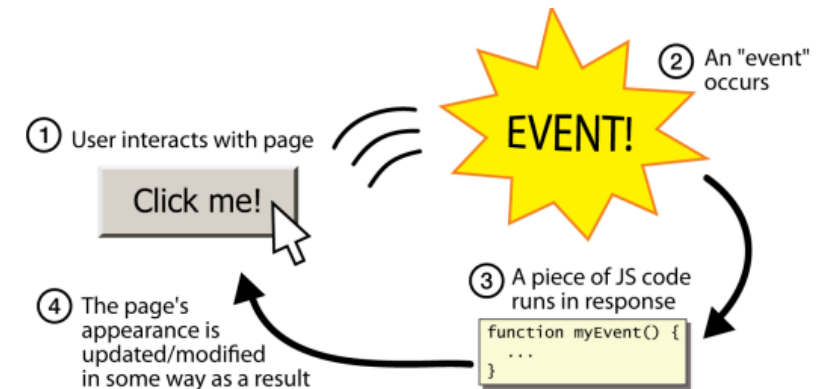 1 User interacts with page
Click me!
EVENT!
2 An "event"
occurs
3 A piece of JS code
runs in response
function myEvent() {
...
}
4 The page's
appearance is
updated/modified
in some way as a result